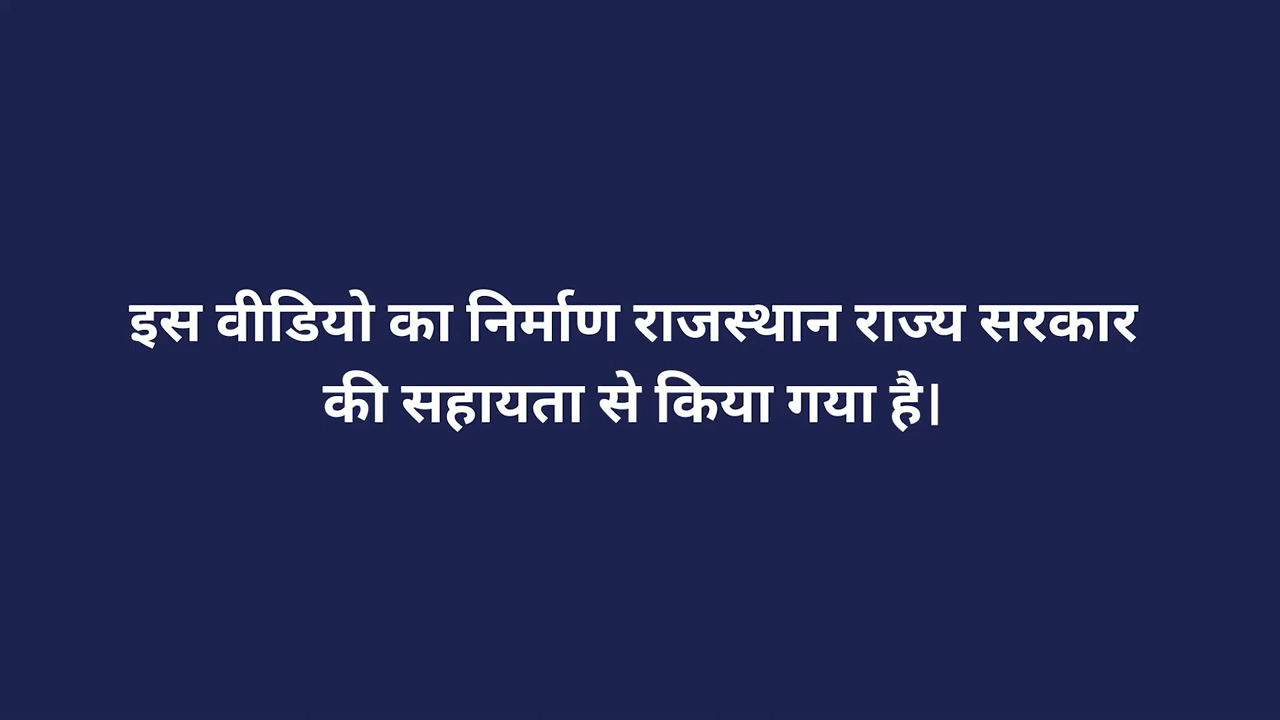 इस वीडियो का निर्माण राजस्थान राज्य सरकार
की सहायता से किया गया है।